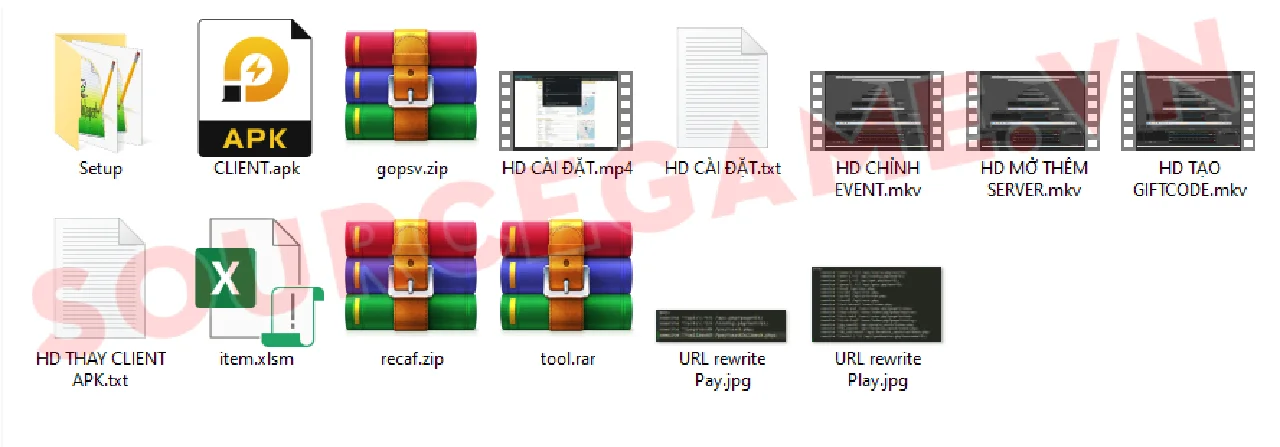 APK
Setup
CLIENT.apk
gopsv.zip
HD CÀI ĐẶT.mp4
HD CÀI ĐẶT.txt
HD CHỈNH
EVENT.mkv
HD MỞ THÊM
SERVER.mkv
HD TẠO
GIFTCODE.mkv
SOURCEGAME.VN
X
HD THAY CLIENT
APK.txt
item.xlsm
recaf.zip
tool.rar
URL rewrite
Pay.jpg
URL rewrite
Play.jpg